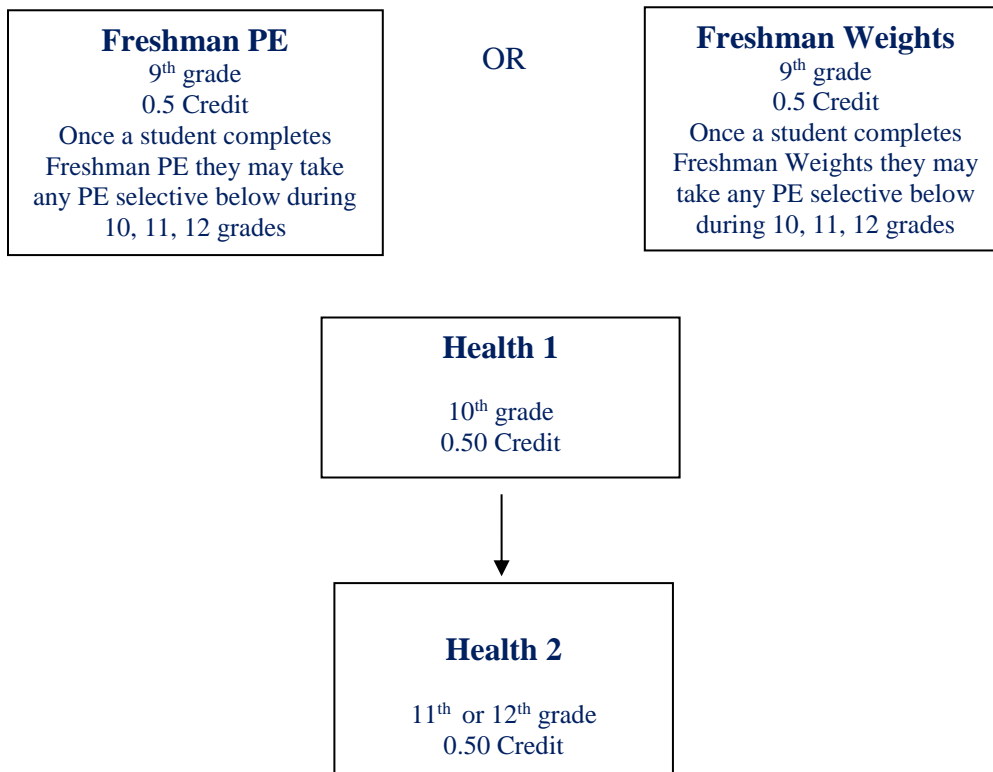 Freshman PE
9th grade
0.5 Credit
Once a student completes
Freshman PE they may take
any PE selective below during
10, 11, 12 grades
OR
Freshman Weights
9th grade
0.5 Credit
Once a student completes
Freshman Weights they may
take any PE selective below
during 10, 11, 12 grades
Health 1
10th grade
0.50 Credit
Health 2
11th or 12th grade
0.50 Credit